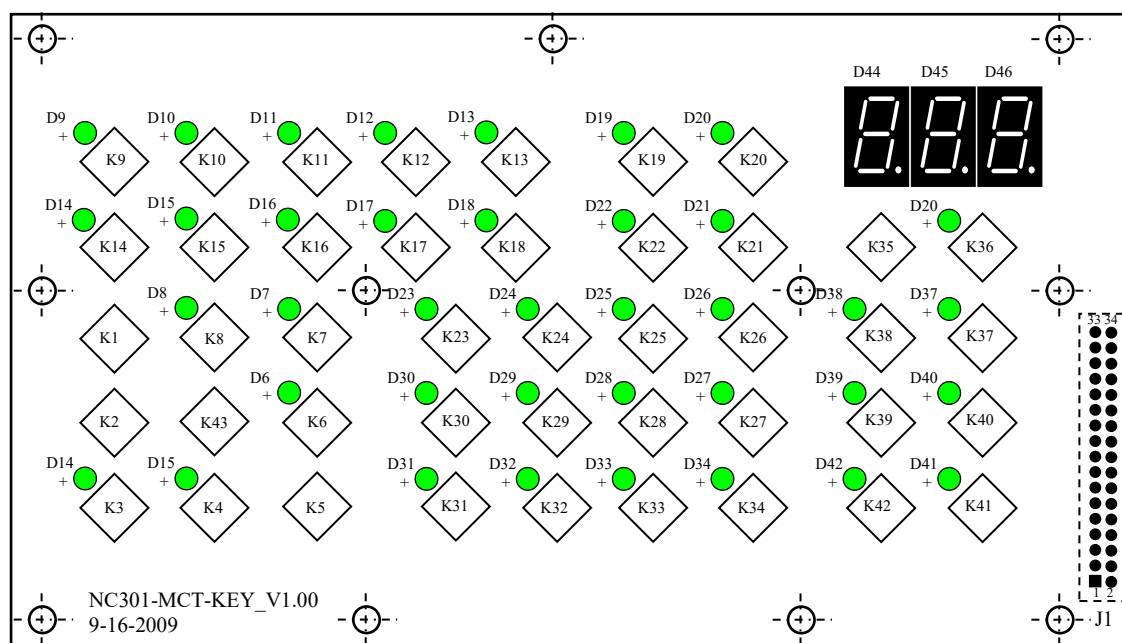 D44 D45 D46
D9 D10 D11 D12 D13 D19 D20
+ + + + + + +
K9 K10 K11 K12 K13 K19 K20
8.8.8.
D14 D15 D16 D17 D18 D22 D21 D20
+ + + + + + + +
K14 K15 K16 K17 K18 K22 K21 K35 K36
D8 D7 D23 D24 D25 D26 D38 D37
+ + + + + + + +
K1 K8 K7 K23 K24 K25 K26 K38 K37
33 34
D6 D30 D29 D28 D27 D39 D40
+ + + + + + +
K2 K43 K6 K30 K29 K28 K27 K39 K40
D14 D15 D31 D32 D33 D34 D42 D41
+ + + + + + + +
K3 K4 K5 K31 K32 K33 K34 K42 K41
1 2
J1
NC301-MCT-KEY_V1.00
9-16-2009